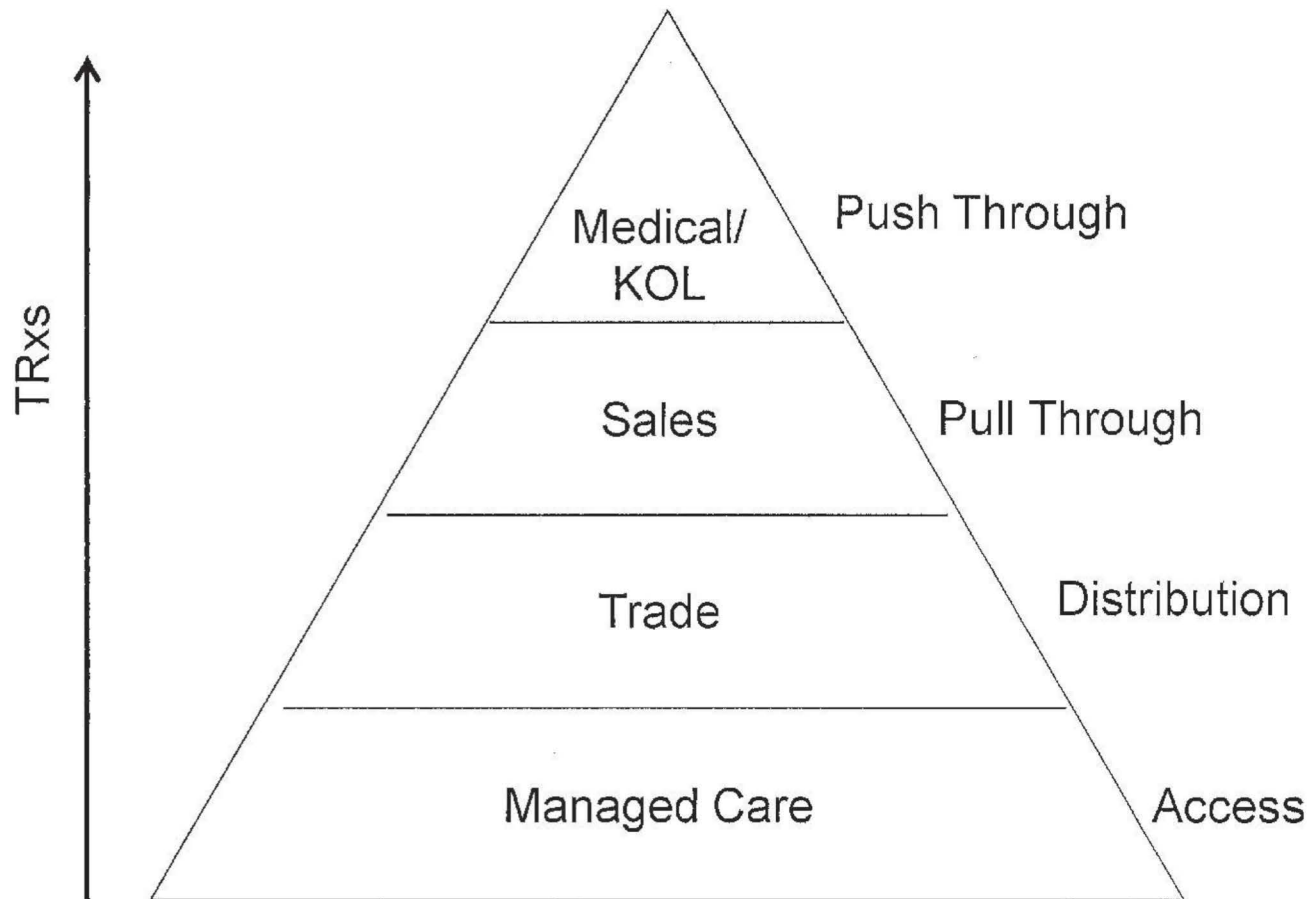 TRxs
Medical/
KOL
Push Through
Sales
Pull Through
Trade
Distribution
Managed Care
Access